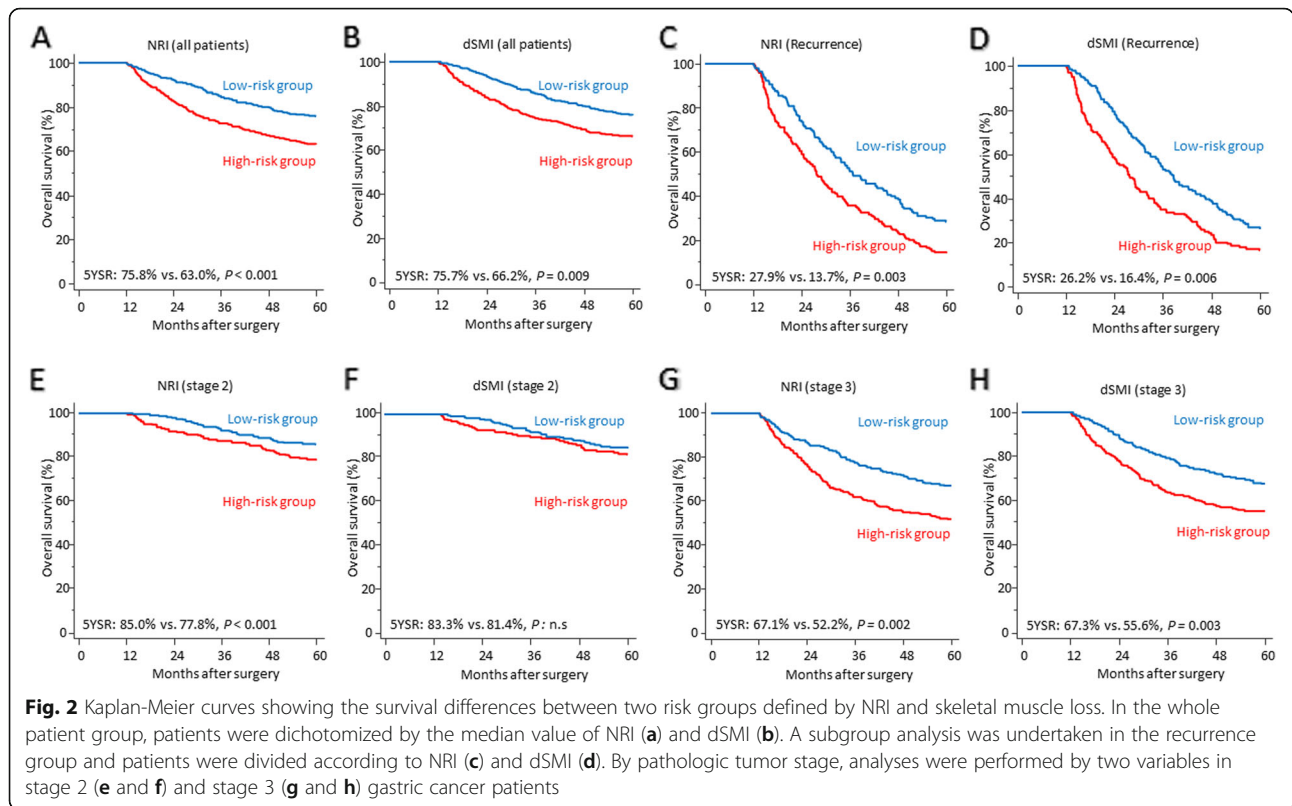 A
NRI (all patients)
Overall survival (%)
100
80
60
40
20
0
Low-risk group
High-risk group
5YSR: 75.8% vs. 63.0%, P < 0.001
0 12 24 36 48 60
Months after surgery
B
dSMI (all patients)
Overall survival (%)
100
80
60
40
20
0
Low-risk group
High-risk group
5YSR: 75.7% vs. 66.2%, P = 0.009
0 12 24 36 48 60
Months after surgery
C
NRI (Recurrence)
Overall survival (%)
100
80
60
40
20
0
Low-risk group
High-risk group
5YSR: 27.9% vs. 13.7%, P = 0.003
0 12 24 36 48 60
Months after surgery
D
dSMI (Recurrence)
Overall survival (%)
100
80
60
40
20
0
Low-risk group
High-risk group
5YSR: 26.2% vs. 16.4%, P = 0.006
0 12 24 36 48 60
Months after surgery
E
NRI (stage 2)
Overall survival (%)
100
80
60
40
20
0
Low-risk group
High-risk group
5YSR: 85.0% vs. 77.8%, P < 0.001
0 12 24 36 48 60
Months after surgery
F
dSMI (stage 2)
Overall survival (%)
100
80
60
40
20
0
Low-risk group
High-risk group
5YSR: 83.3% vs. 81.4%, P: n.s
0 12 24 36 48 60
Months after surgery
G
NRI (stage 3)
Overall survival (%)
100
80
60
40
20
0
Low-risk group
High-risk group
5YSR: 67.1% vs. 52.2%, P = 0.002
0 12 24 36 48 60
Months after surgery
H
dSMI (stage 3)
Overall survival (%)
100
80
60
40
20
0
Low-risk group
High-risk group
5YSR: 67.3% vs. 55.6%, P = 0.003
0 12 24 36 48 60
Months after surgery
Fig. 2 Kaplan-Meier curves showing the survival differences between two risk groups defined by NRI and skeletal muscle loss. In the whole
patient group, patients were dichotomized by the median value of NRI (a) and dSMI (b). A subgroup analysis was undertaken in the recurrence
group and patients were divided according to NRI (c) and dSMI (d). By pathologic tumor stage, analyses were performed by two variables in
stage 2 (e and f) and stage 3 (g and h) gastric cancer patients